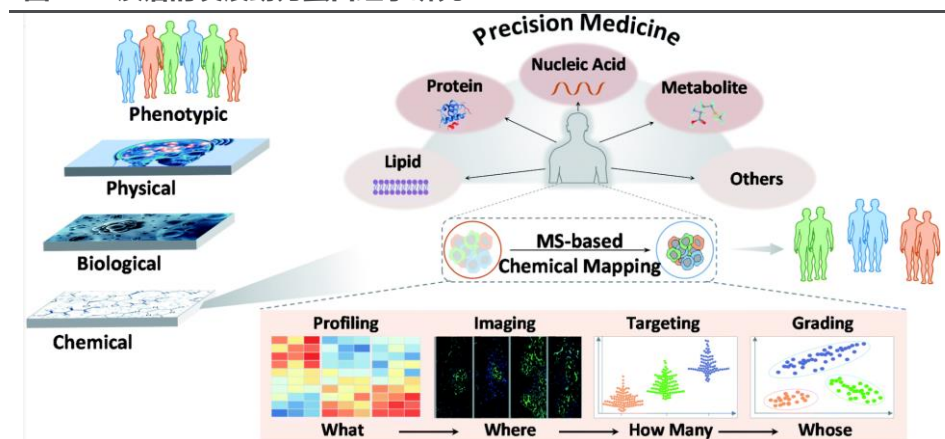 Precision Medicine
Phenotypic
Physical
Biological
Chemical
Nucleic Acid
Protein
Metabolite
Lipid
Others
MS-based
Chemical Mapping
Profiling
Imaging
Targeting
Grading
What
Where
How Many
Whose